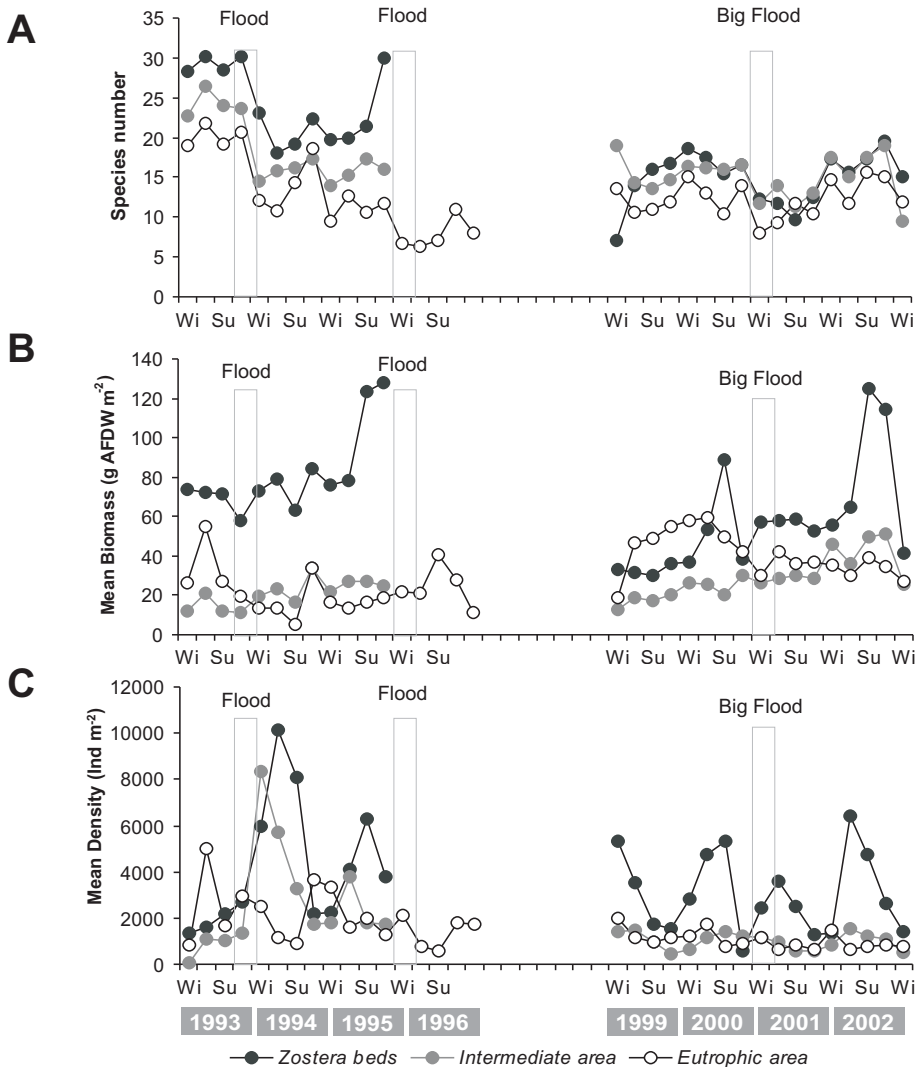 A
Flood
Flood
Big Flood
Species number
35
30
25
20
15
10
5
0
Wi Su Wi Su Wi Su Wi Su Wi Su Wi Su Wi Su Wi Su Wi
B
Flood
Flood
Big Flood
Mean Biomass (g AFDW m-2)
140
120
100
80
60
40
20
0
Wi Su Wi Su Wi Su Wi Su Wi Su Wi Su Wi Su Wi Su Wi
C
Flood
Flood
Big Flood
Mean Density (Ind m-2)
12000
10000
8000
6000
4000
2000
0
Wi Su Wi Su Wi Su Wi Su Wi Su Wi Su Wi Su Wi Su Wi
1993 1994 1995 1996 1999 2000 2001 2002
Zostera beds Intermediate area Eutrophic area